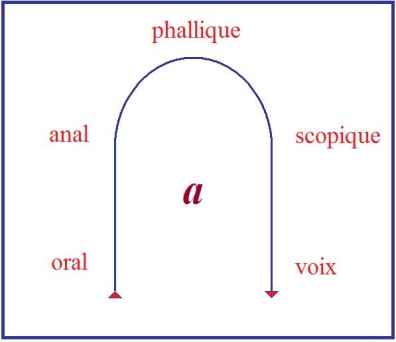 phallique
anal
scopique
a
oral
voix